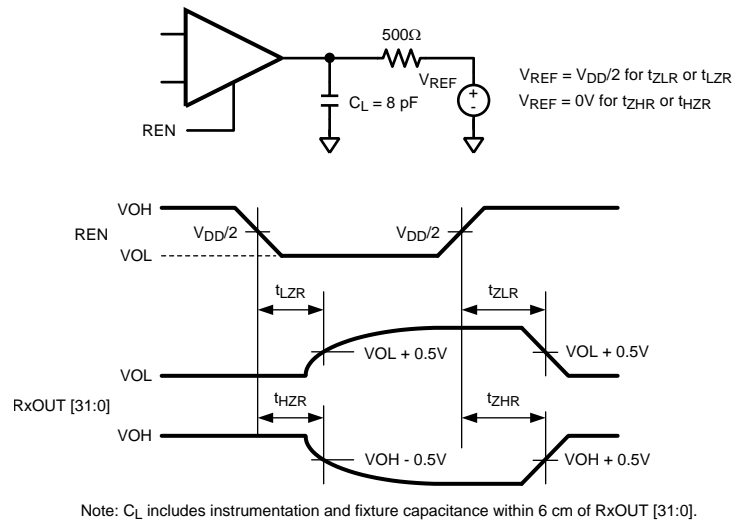 500Ω
VREF
CL = 8 pF
+
-
VREF = VDD/2 for tZLR or tLZR
VREF = 0V for tZHR or tHZR
REN
VOH
REN
VDD/2
VDD/2
VOL
tLZR
tZLR
VOL + 0.5V
VOL + 0.5V
VOL
RxOUT [31:0]
tHZR
tZHR
VOH
VOH - 0.5V
VOH + 0.5V
Note: CL includes instrumentation and fixture capacitance within 6 cm of RxOUT [31:0].